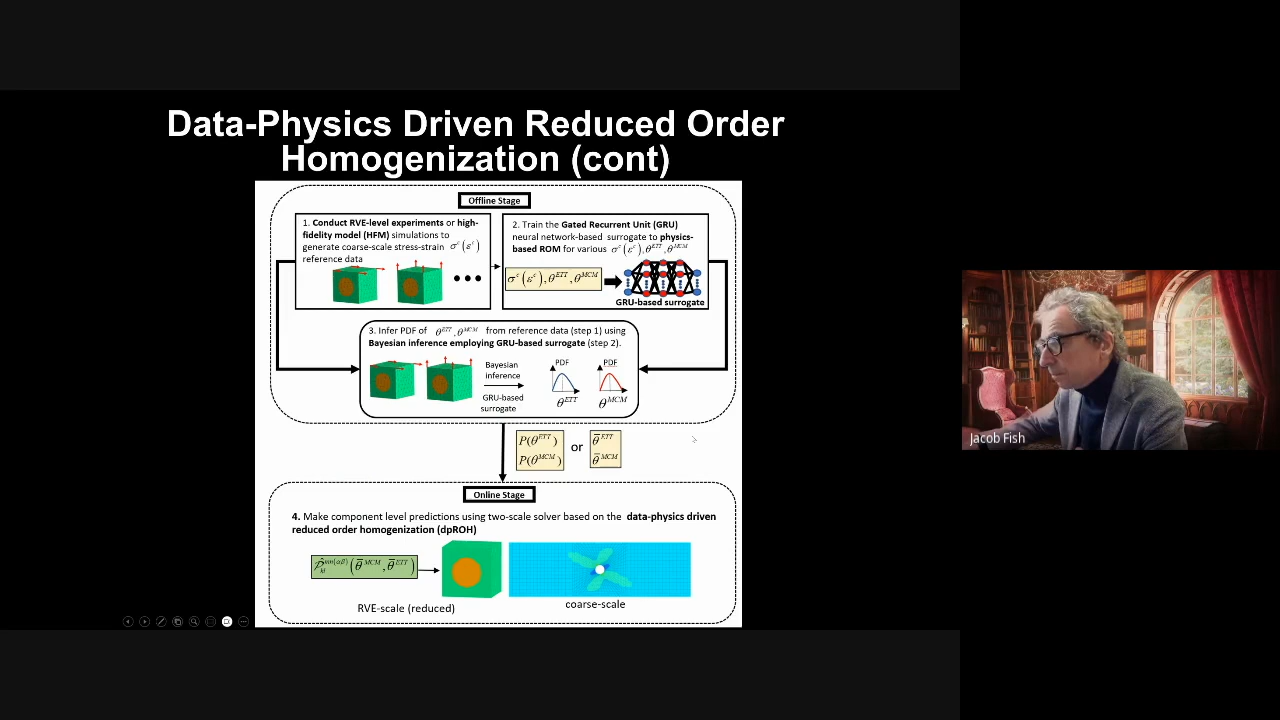 Data-Physics Driven Reduced Order
Homogenization (cont)
Offline Stage
1. Conduct RVE-level experiments or high-
fidelity model (HFM) simulations to
generate coarse-scale stress-strain σᶜ(εᶜ)
reference data
2. Train the Gated Recurrent Unit (GRU)
neural network-based surrogate to physics-
based ROM for various σᶜ(εᶜ),θᴱᵀᵀ,θᴹᶜᴹ
σᶜ(εᶜ),θᴱᵀᵀ,θᴹᶜᴹ
GRU-based surrogate
3. Infer PDF of θᴱᵀᵀ,θᴹᶜᴹ from reference data (step 1) using
Bayesian inference employing GRU-based surrogate (step 2).
Bayesian
inference
GRU-based
surrogate
PDF
θᴱᵀᵀ
PDF
θᴹᶜᴹ
P(θᴱᵀᵀ)
P(θᴹᶜᴹ)
or
θ̄ᴱᵀᵀ
θ̄ᴹᶜᴹ
Online Stage
4. Make component level predictions using two-scale solver based on the data-physics driven
reduced order homogenization (dpROH)
(θ̄ᴹᶜᴹ,θ̄ᴱᵀᵀ)
RVE-scale (reduced)
coarse-scale
Jacob Fish